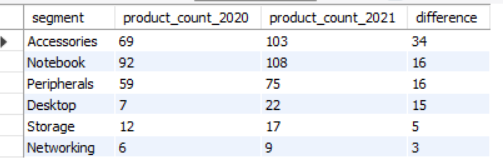 segment product_count_2020 product_count_2021 difference
Accessories 69 103 34
Notebook 92 108 16
Peripherals 59 75 16
Desktop 7 22 15
Storage 12 17 5
Networking 6 9 3